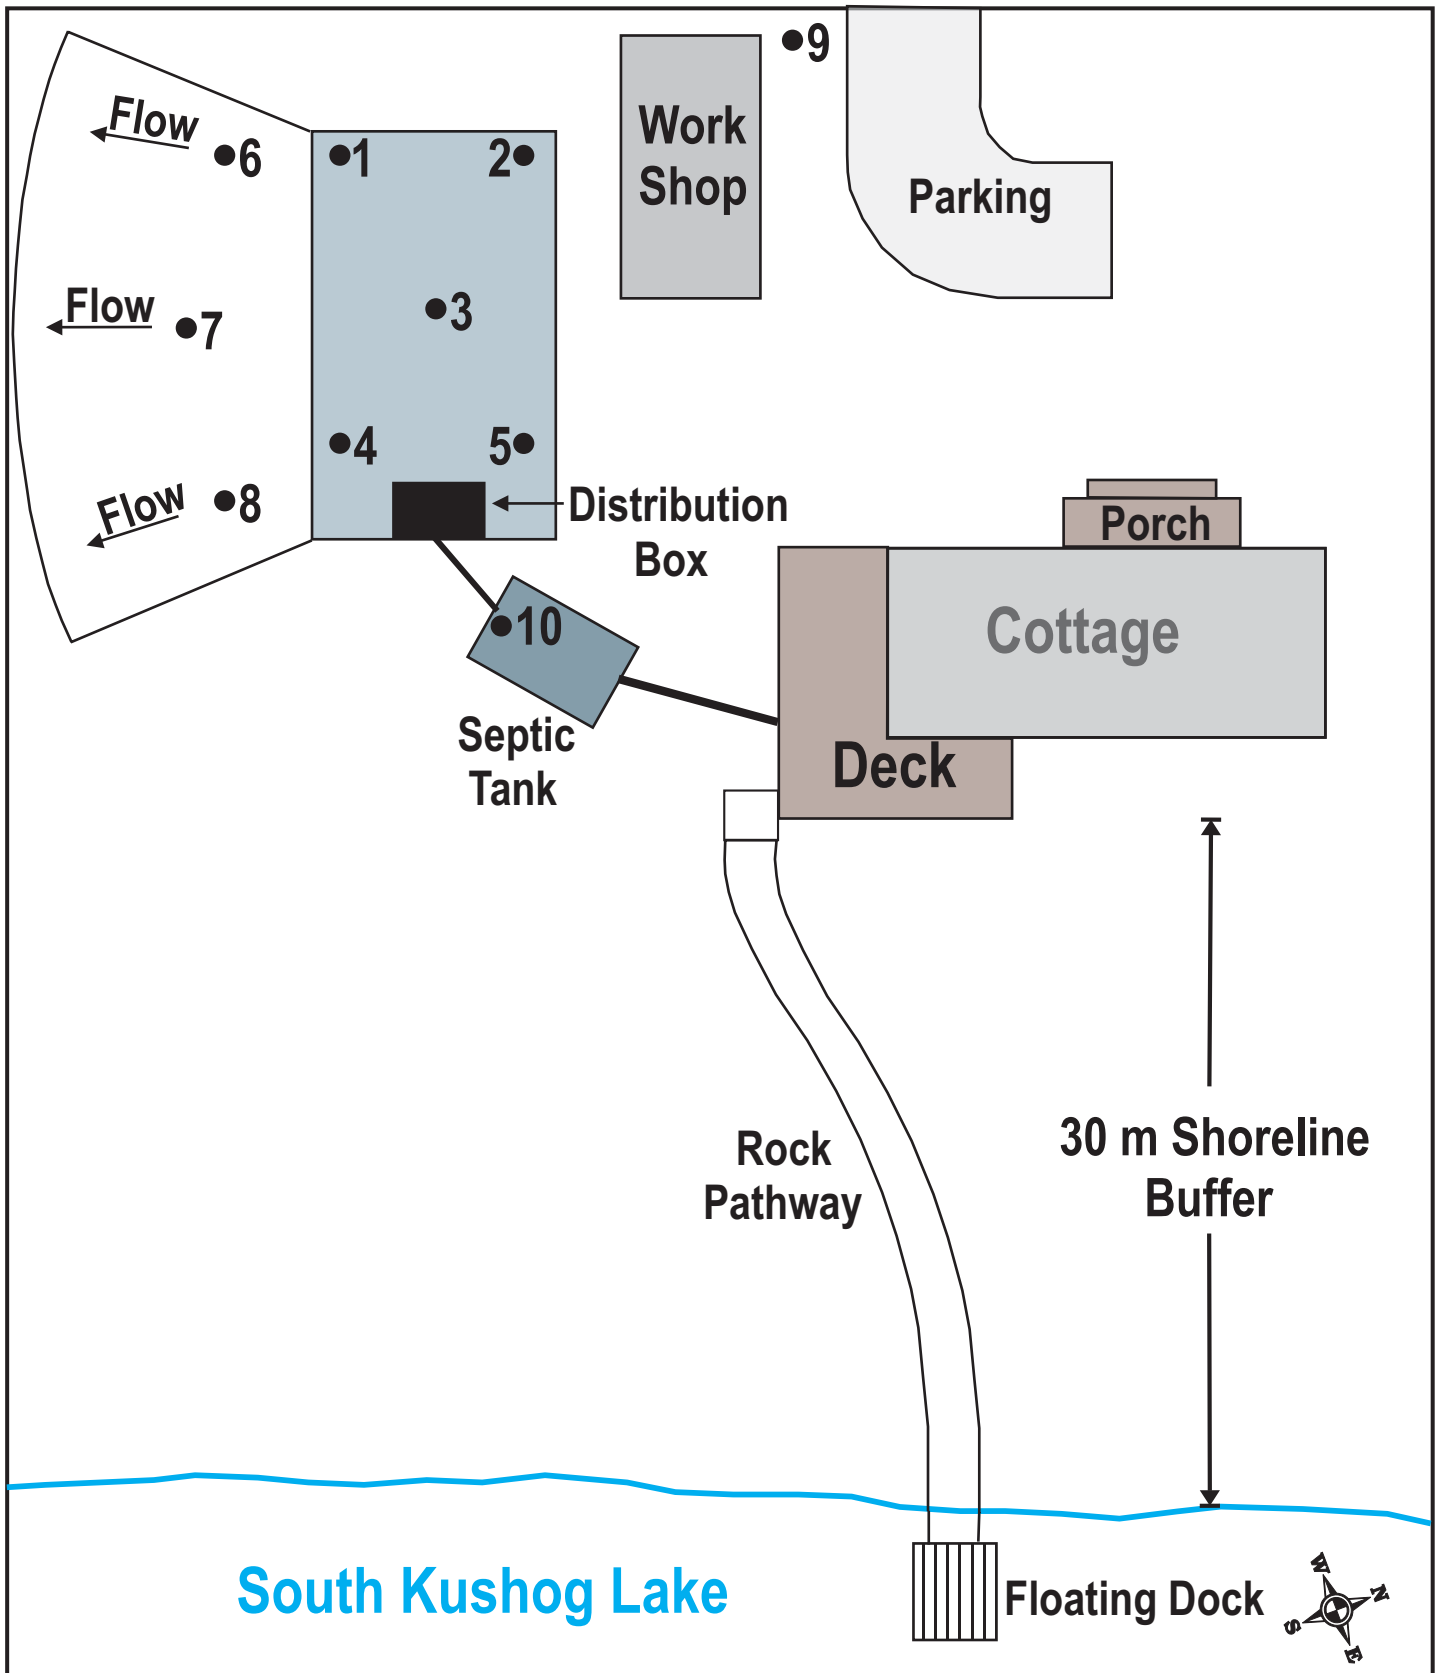 9
Work
Shop
Parking
Flow
6
1
2
Flow
7
3
4
5
Flow
8
Distribution
Box
Porch
Cottage
10
Septic
Tank
Deck
30 m Shoreline
Buffer
Rock
Pathway
South Kushog Lake
Floating Dock
W
N
S
E